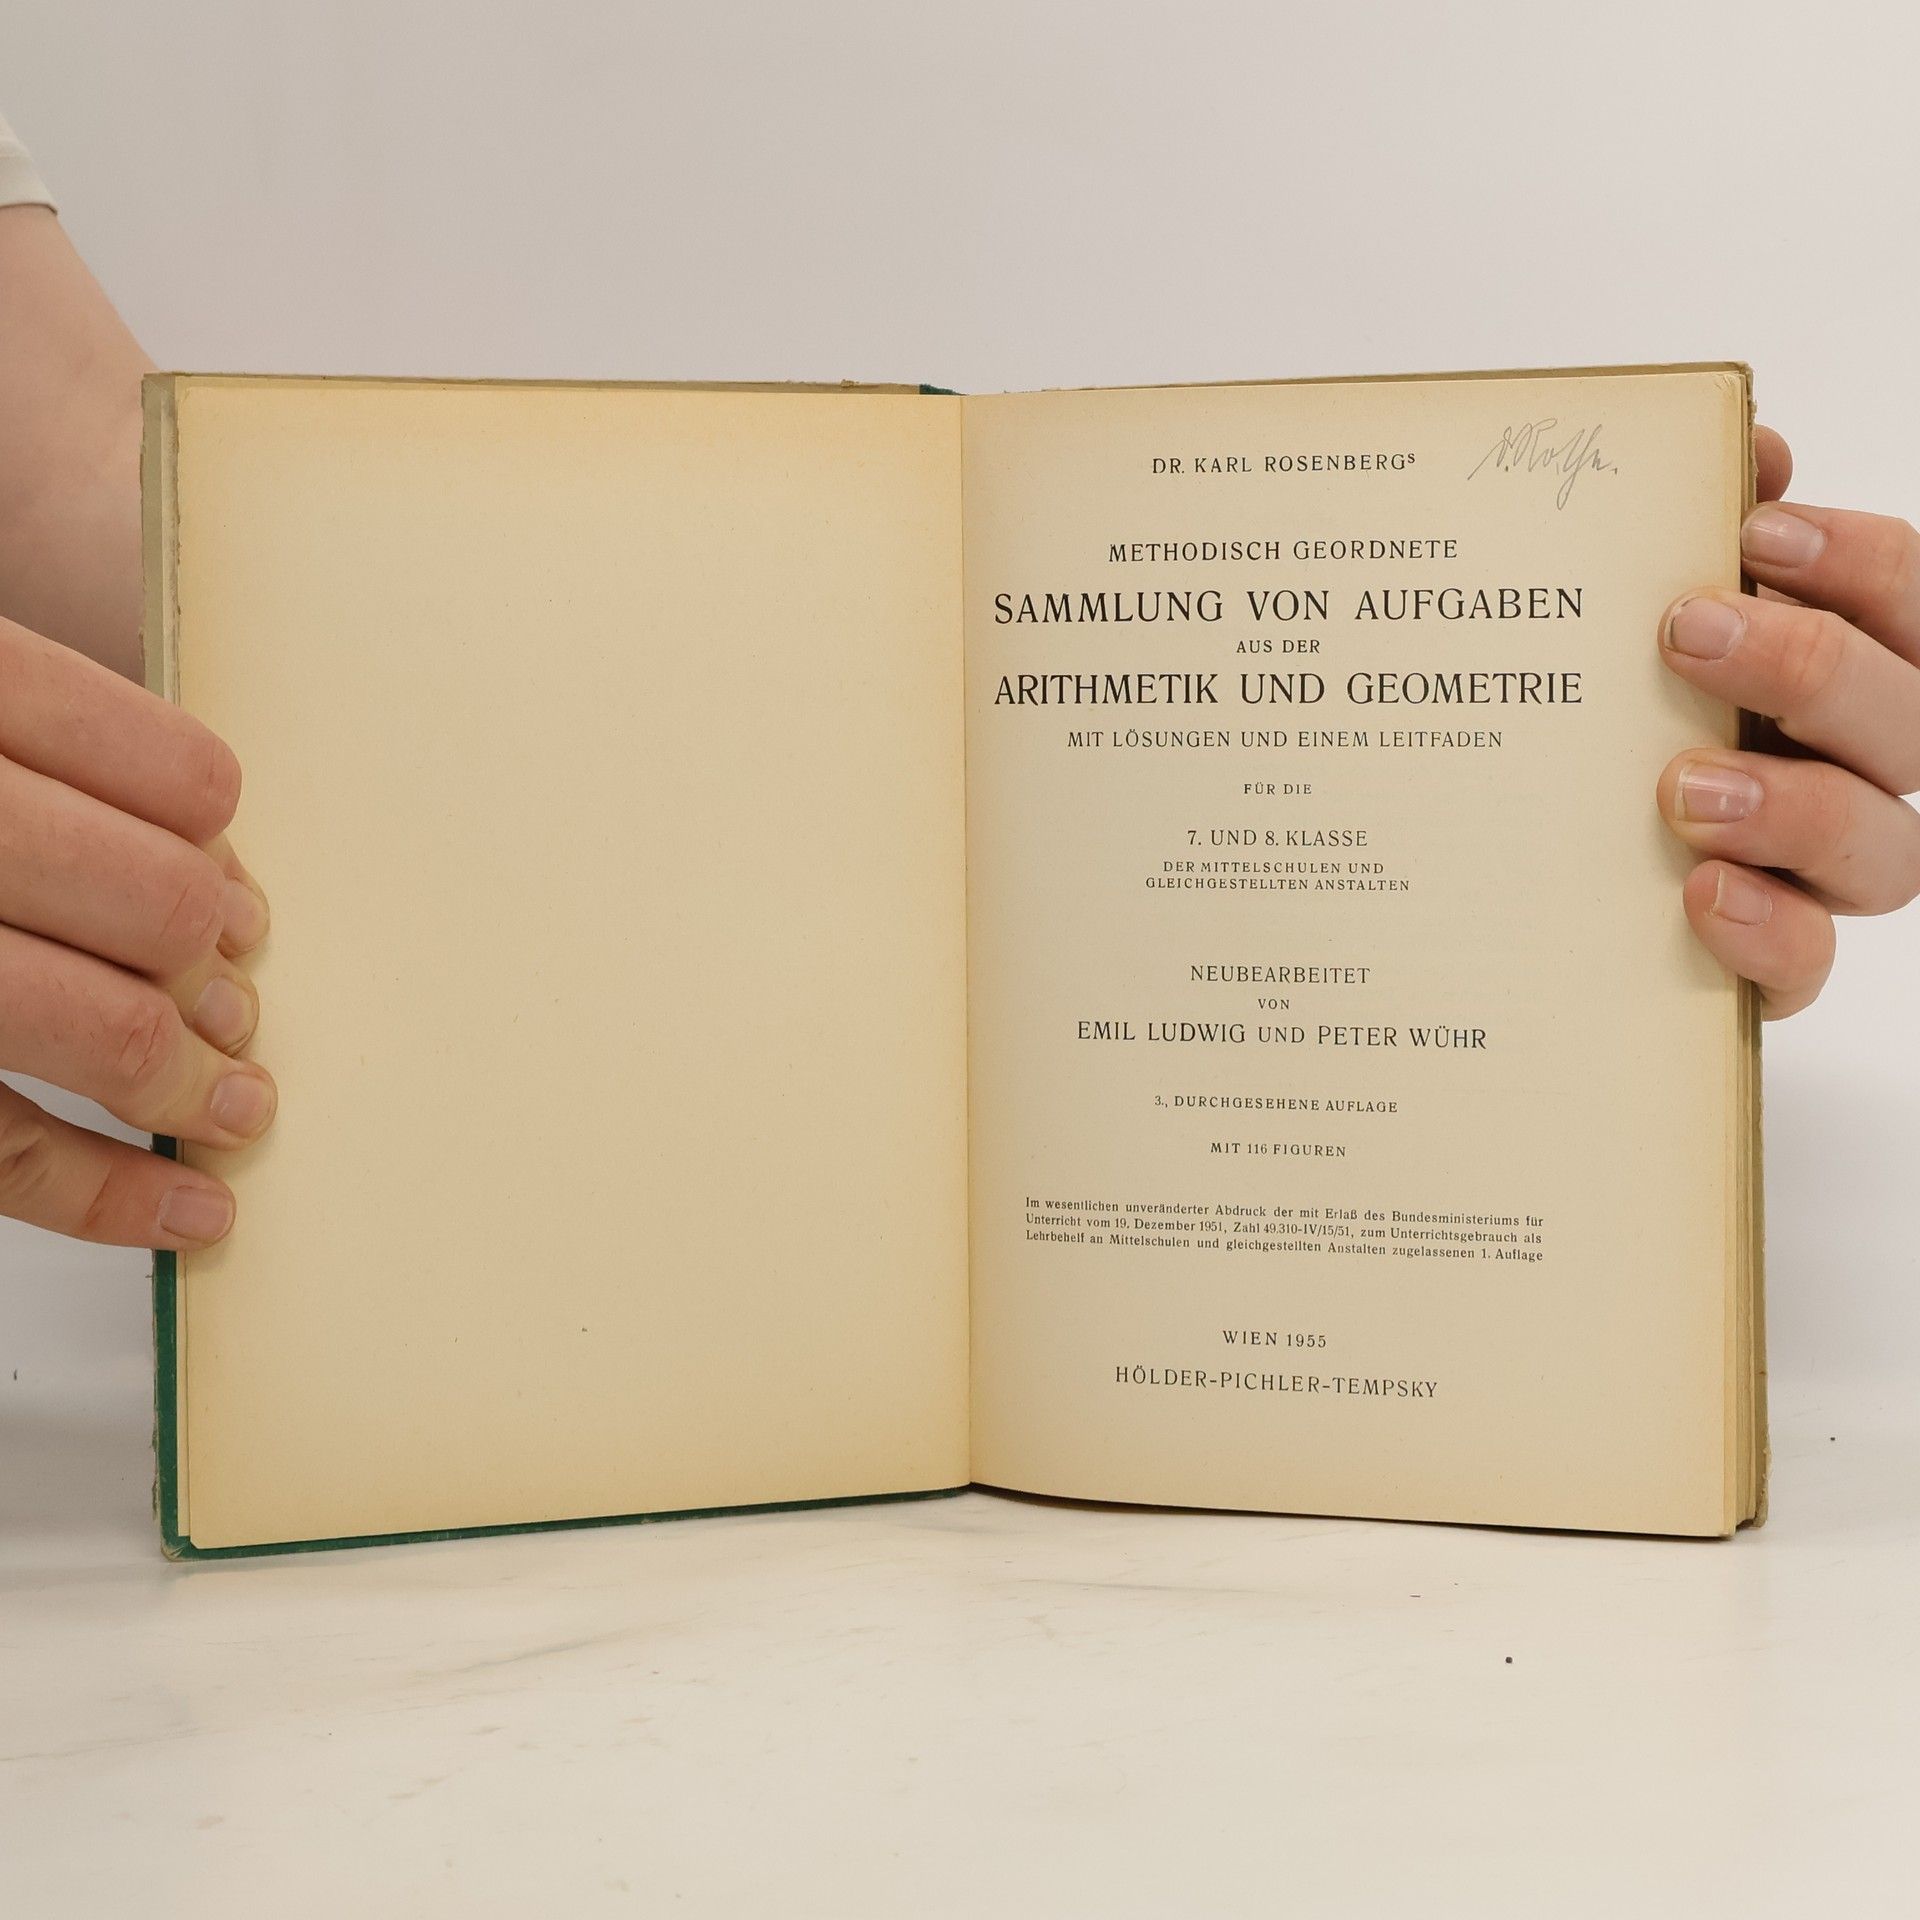 DR. KARL ROSENBERGS
METHODISCH GEORDNETE
SAMMLUNG VON AUFGABEN
AUS DER
ARITHMETIK UND GEOMETRIE
MIT LÖSUNGEN UND EINEM LEITFADEN
FÜR DIE
7. UND 8. KLASSE
DER MITTELSCHULEN UND
GLEICHGESTELLTEN ANSTALTEN
NEUBEARBEITET
VON
EMIL LUDWIG UND PETER WÜHR
3., DURCHGESEHENE AUFLAGE
MIT 116 FIGUREN
Im wesentlichen unveränderter Abdruck der mit Erlaß des Bundesministeriums für
Unterricht vom 19. Dezember 1951, Zahl 49.310-IV/15/51, zum Unterrichtsgebrauch als
Lehrbehelf an Mittelschulen und gleichgestellten Anstalten zugelassenen 1. Auflage
WIEN 1955
HÖLDER-PICHLER-TEMPSKY